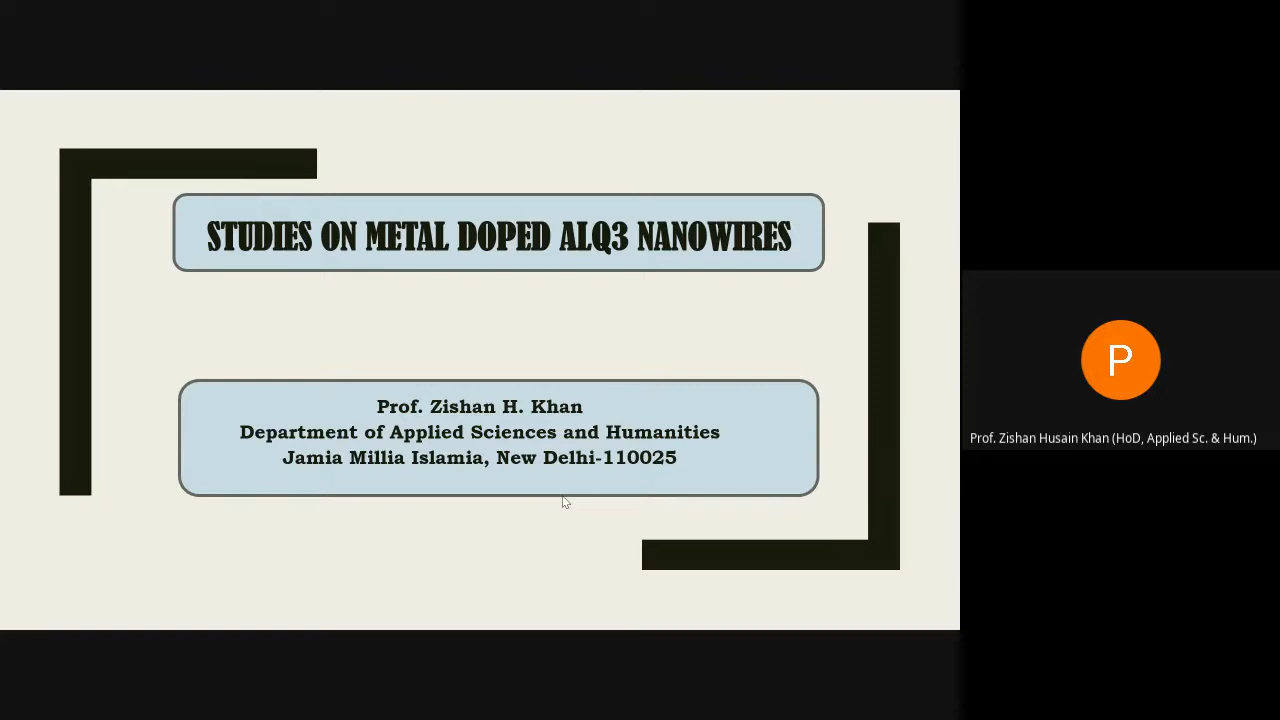 STUDIES ON METAL DOPED ALQ3 NANOWIRES
Prof. Zishan H. Khan
Department of Applied Sciences and Humanities
Jamia Millia Islamia, New Delhi-110025
P
Prof. Zishan Husain Khan (HoD, Applied Sc. & Hum.)